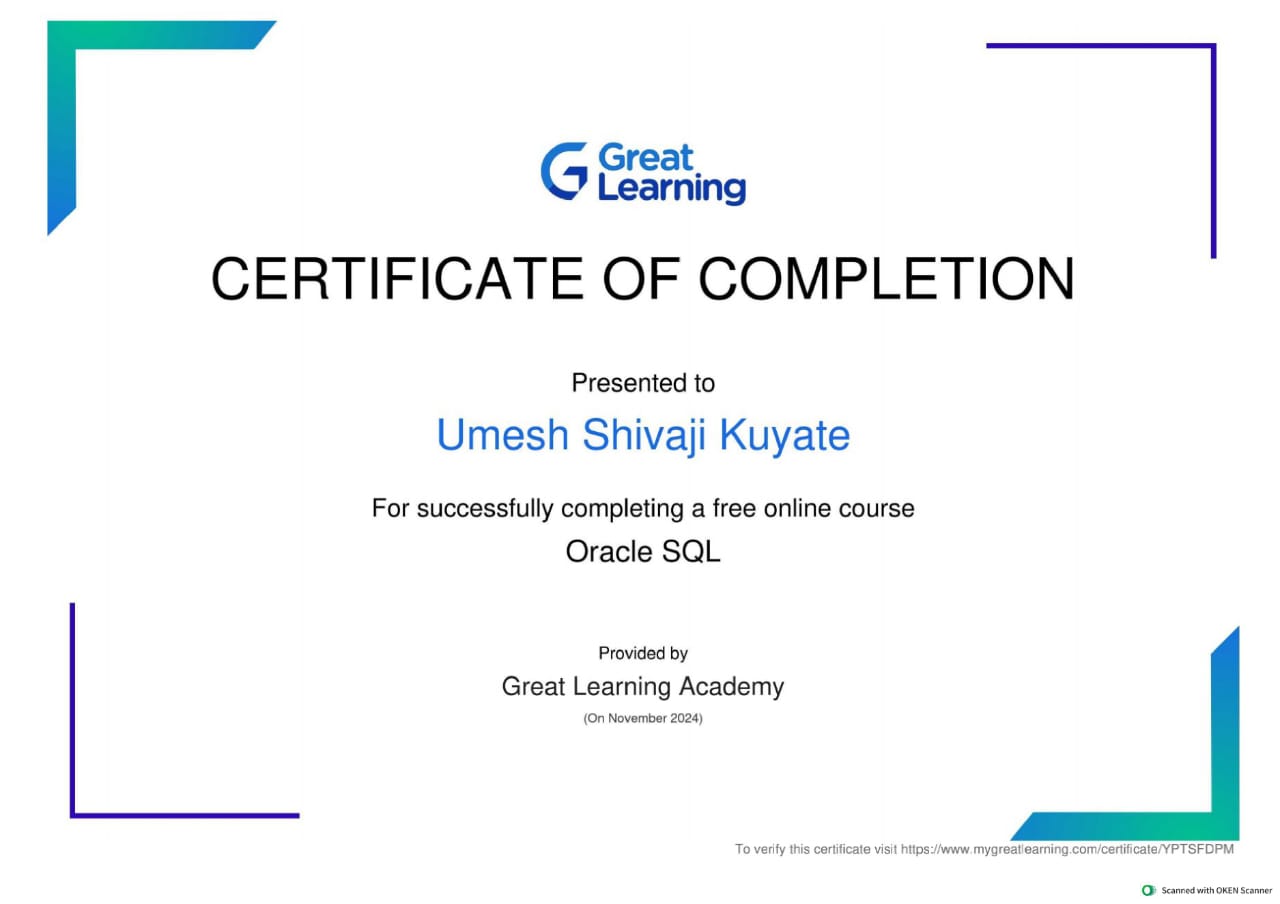 Great
Learning
CERTIFICATE OF COMPLETION
Presented to
Umesh Shivaji Kuyate
For successfully completing a free online course
Oracle SQL
Provided by
Great Learning Academy
(On November 2024)
To verify this certificate visit https://www.mygreatlearning.com/certificate/YPTSFDPM
Scanned with OKEN Scanner